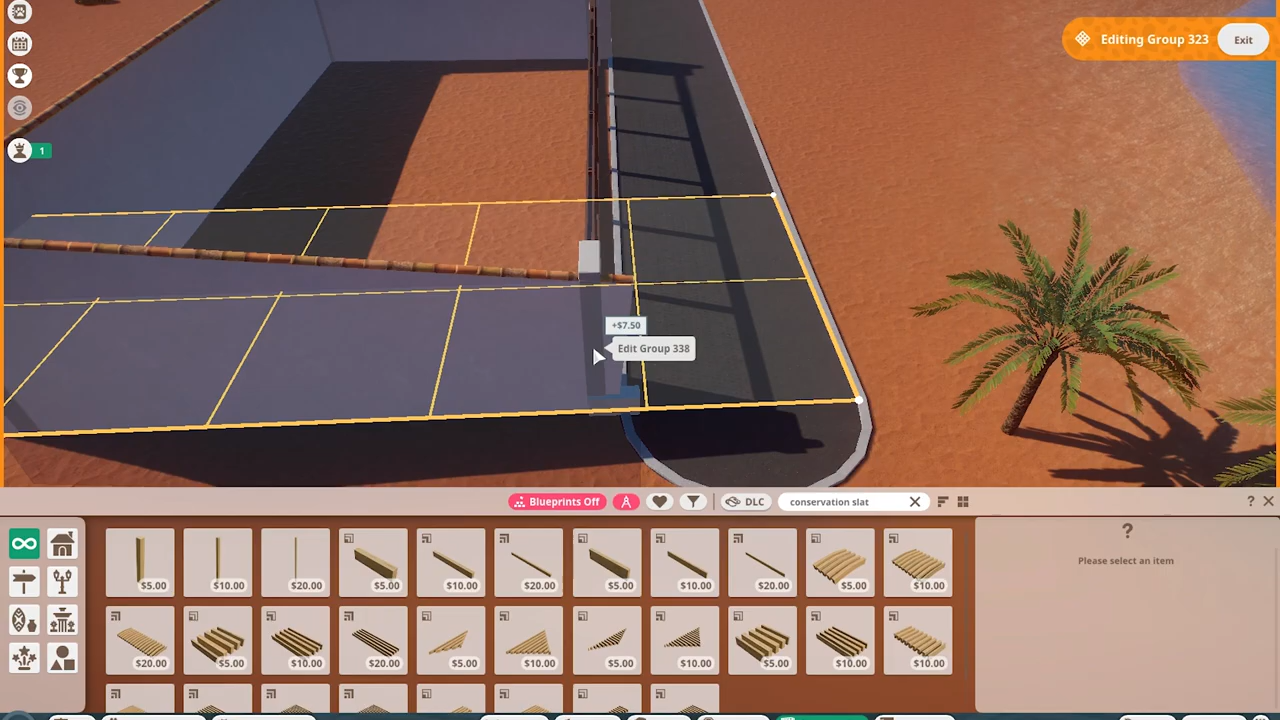 Editing Group 323
Exit
1
+$7.50
Edit Group 338
Blueprints Off
DLC
conservation slat
?
$5.00 $10.00 $20.00 $5.00 $10.00 $20.00 $5.00 $10.00 $20.00 $5.00 $10.00
?
Please select an item
$20.00 $5.00 $10.00 $20.00 $5.00 $10.00 $5.00 $10.00 $5.00 $10.00 $10.00